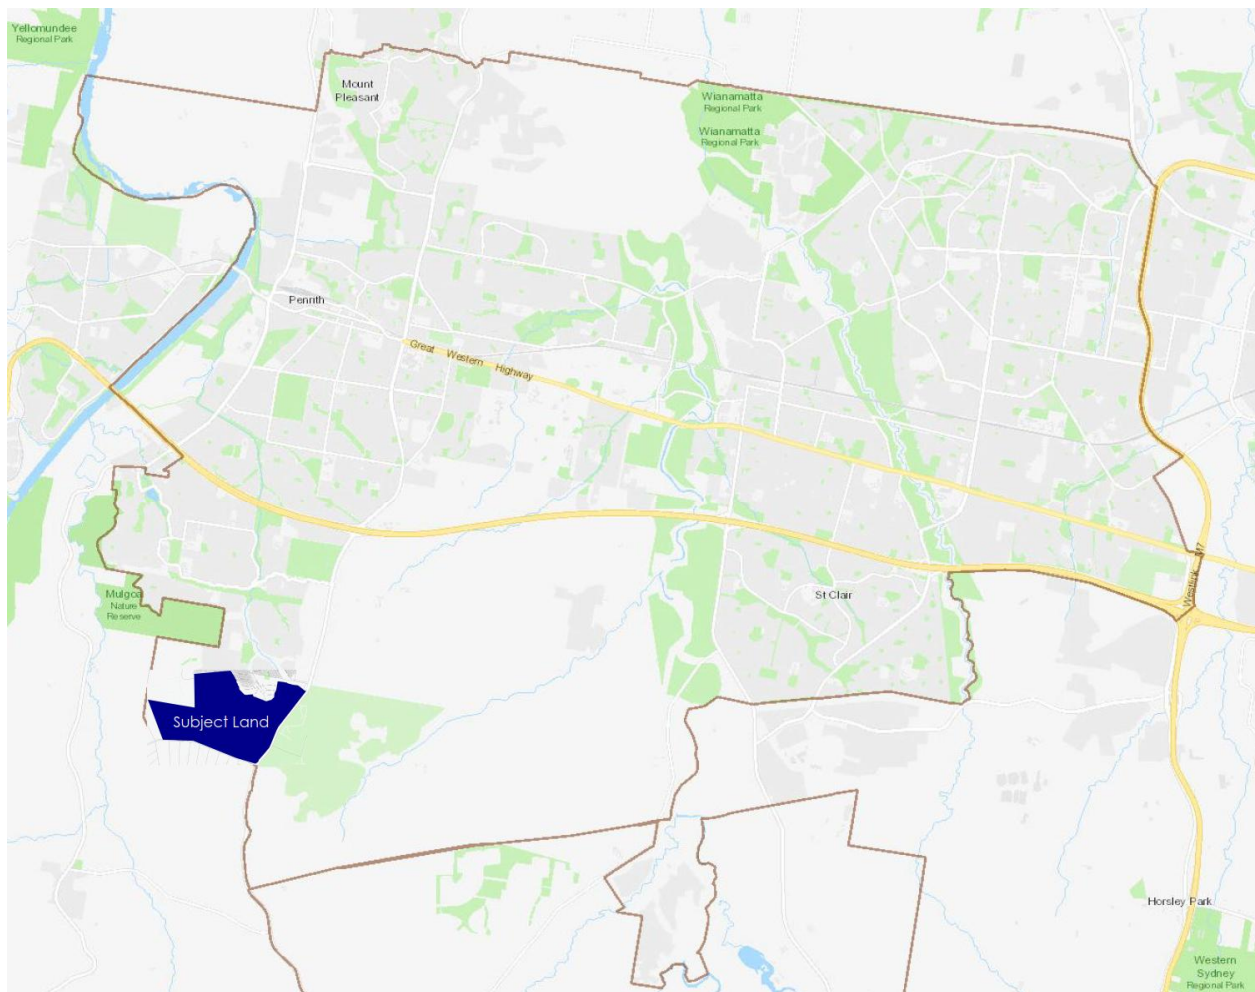 Yellomundee
Regional Park
Mount
Pleasant
Wianamatta
Regional Park
Wianamatta
Regional Park
Penrith
Great Western Highway
Westlink M7
St Clair
Mulgoa
Nature
Reserve
Subject Land
Horsley Park
Western
Sydney
Regional Park